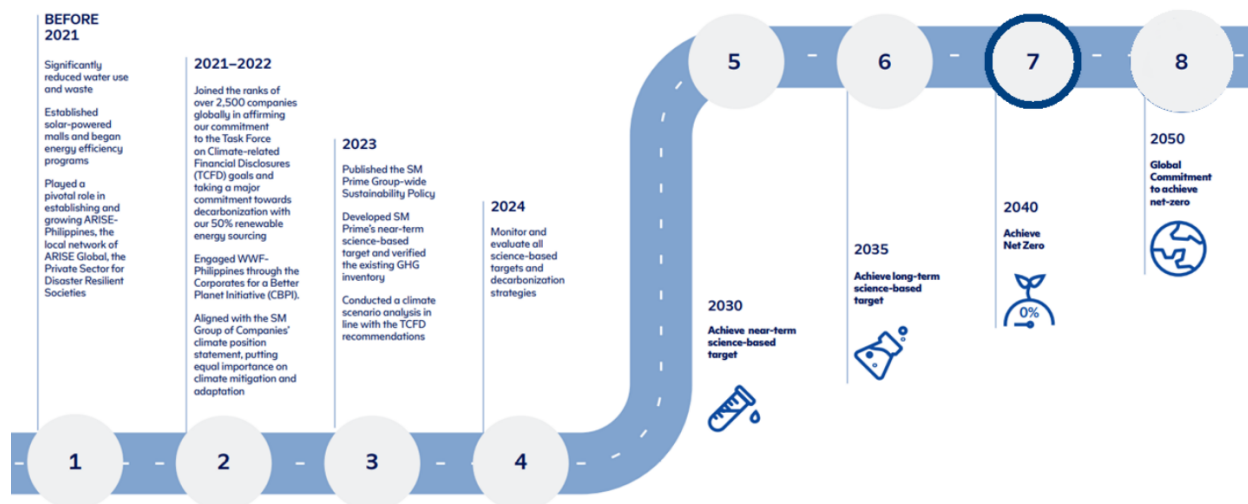 BEFORE
2021
Significantly
reduced water use
and waste
Established
solar-powered
malls and began
energy efficiency
programs
Played a
pivotal role in
establishing and
growing ARISE-
Philippines, the
local network of
ARISE Global, the
Private Sector for
Disaster Resilient
Societies
1
2021–2022
Joined the ranks of
over 2,500 companies
globally in affirming
our commitment
to the Task Force
on Climate-related
Financial Disclosures
(TCFD) goals and
taking a major
commitment towards
decarbonization with
our 50% renewable
energy sourcing
Engaged WWF-
Philippines through the
Corporates for a Better
Planet Initiative (CBPI).
Aligned with the SM
Group of Companies'
climate position
statement, putting
equal importance on
climate mitigation and
adaptation
2
2023
Published the SM
Prime Group-wide
Sustainability Policy
Developed SM
Prime's near-term
science-based
target and verified
the existing GHG
inventory
Conducted a climate
scenario analysis in
line with the TCFD
recommendations
3
2024
Monitor and
evaluate all
science-based
targets and
decarbonization
strategies
4
5
2030
Achieve near-term
science-based
target
6
2035
Achieve long-term
science-based
target
7
2040
Achieve
Net Zero
0%
8
2050
Global
Commitment
to achieve
net-zero